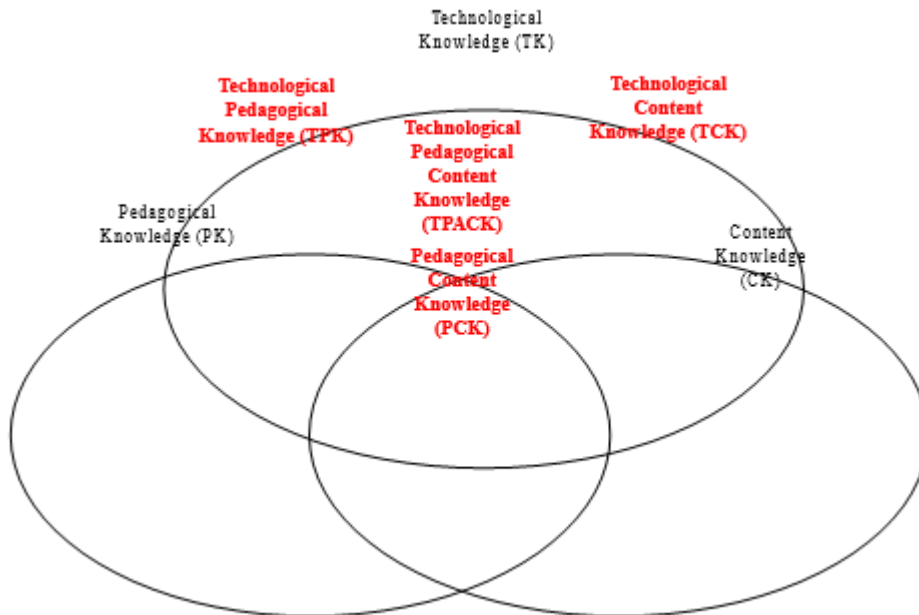 Technological
Knowledge (TK)
Technological
Pedagogical
Knowledge (TPK)
Technological
Content
Knowledge (TCK)
Technological
Pedagogical
Content
Knowledge
(TPACK)
Pedagogical
Knowledge (PK)
Content
Knowledge
(CK)
Pedagogical
Content
Knowledge
(PCK)